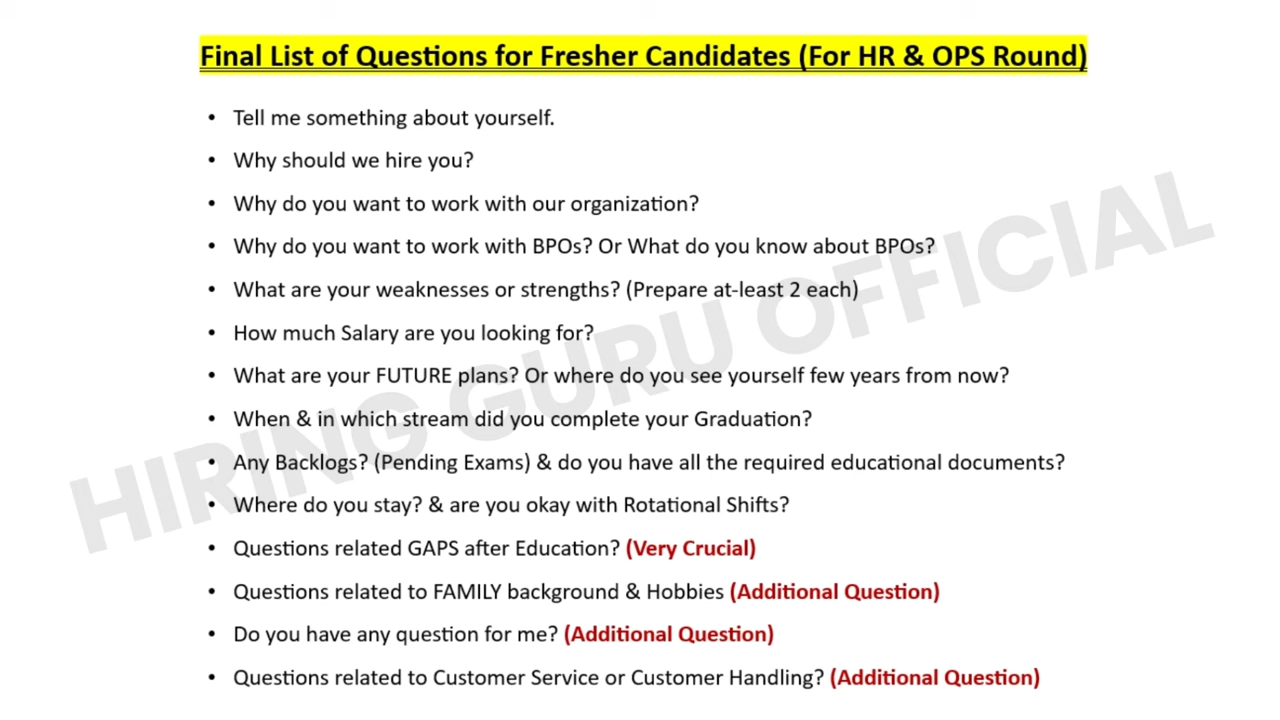 Final List of Questions for Fresher Candidates (For HR & OPS Round)
• Tell me something about yourself.
• Why should we hire you?
• Why do you want to work with our organization?
• Why do you want to work with BPOs? Or What do you know about BPOs?
• What are your weaknesses or strengths? (Prepare at-least 2 each)
• How much Salary are you looking for?
• What are your FUTURE plans? Or where do you see yourself few years from now?
• When & in which stream did you complete your Graduation?
• Any Backlogs? (Pending Exams) & do you have all the required educational documents?
• Where do you stay? & are you okay with Rotational Shifts?
• Questions related GAPS after Education? (Very Crucial)
• Questions related to FAMILY background & Hobbies (Additional Question)
• Do you have any question for me? (Additional Question)
• Questions related to Customer Service or Customer Handling? (Additional Question)
HIRING GURU OFFICIAL